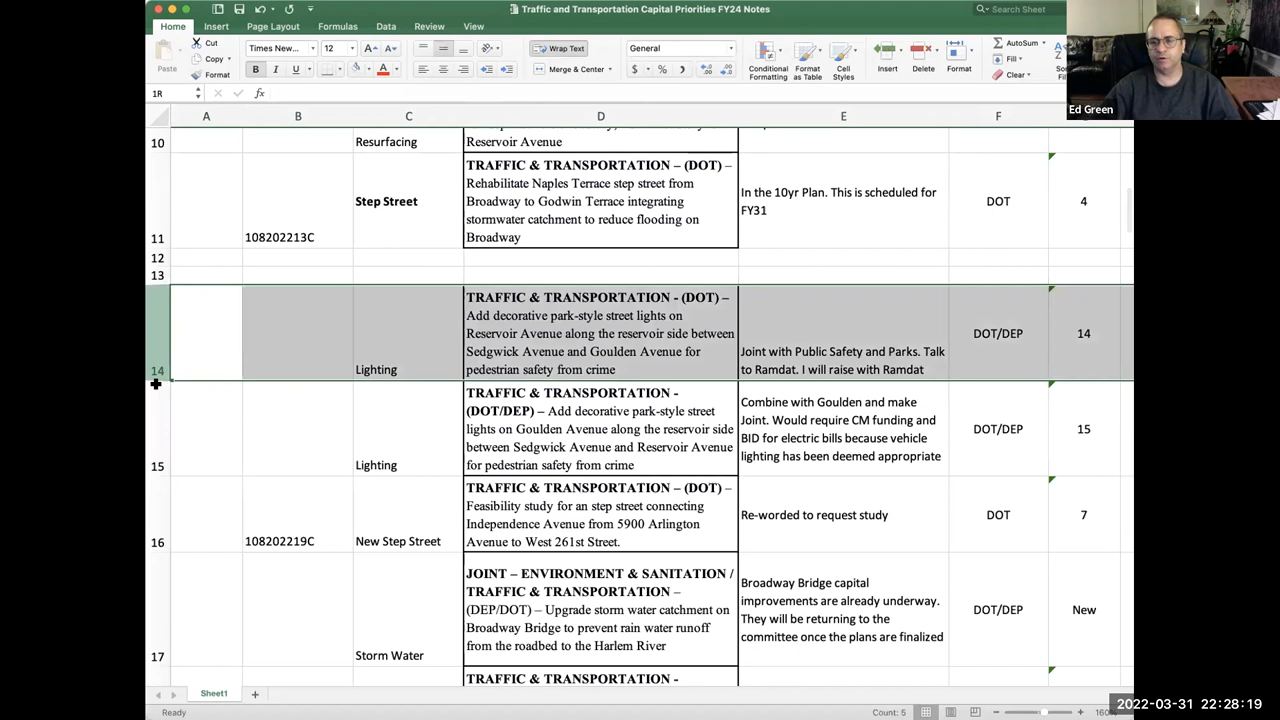 Traffic and Transportation Capital Priorities FY24 Notes
Search Sheet
Home Insert Page Layout Formulas Data Review View
Paste
Cut
Copy
Format
Times New... 12
B I U
Wrap Text
Merge & Center
General
$ %
Conditional
Formatting
Format
as Table
Cell
Styles
Insert Delete Format
AutoSum
Fill
Clear
Ed Green
1R fx
A B C D E F
10 Resurfacing Reservoir Avenue
11 108202213C Step Street
TRAFFIC & TRANSPORTATION – (DOT) –
Rehabilitate Naples Terrace step street from
Broadway to Godwin Terrace integrating
stormwater catchment to reduce flooding on
Broadway
In the 10yr Plan. This is scheduled for
FY31
DOT 4
12
13
14 Lighting
TRAFFIC & TRANSPORTATION - (DOT) –
Add decorative park-style street lights on
Reservoir Avenue along the reservoir side between
Sedgwick Avenue and Goulden Avenue for
pedestrian safety from crime
Joint with Public Safety and Parks. Talk
to Ramdat. I will raise with Ramdat
DOT/DEP 14
15 Lighting
TRAFFIC & TRANSPORTATION -
(DOT/DEP) – Add decorative park-style street
lights on Goulden Avenue along the reservoir side
between Sedgwick Avenue and Reservoir Avenue
for pedestrian safety from crime
Combine with Goulden and make
Joint. Would require CM funding and
BID for electric bills because vehicle
lighting has been deemed appropriate
DOT/DEP 15
16 108202219C New Step Street
TRAFFIC & TRANSPORTATION – (DOT) –
Feasibility study for an step street connecting
Independence Avenue from 5900 Arlington
Avenue to West 261st Street.
Re-worded to request study
DOT 7
17 Storm Water
JOINT – ENVIRONMENT & SANITATION /
TRAFFIC & TRANSPORTATION –
(DEP/DOT) – Upgrade storm water catchment on
Broadway Bridge to prevent rain water runoff
from the roadbed to the Harlem River
Broadway Bridge capital
improvements are already underway.
They will be returning to the
committee once the plans are finalized
DOT/DEP New
TRAFFIC & TRANSPORTATION -
Sheet1
Ready
Count: 5
160%
2022-03-31 22:28:19